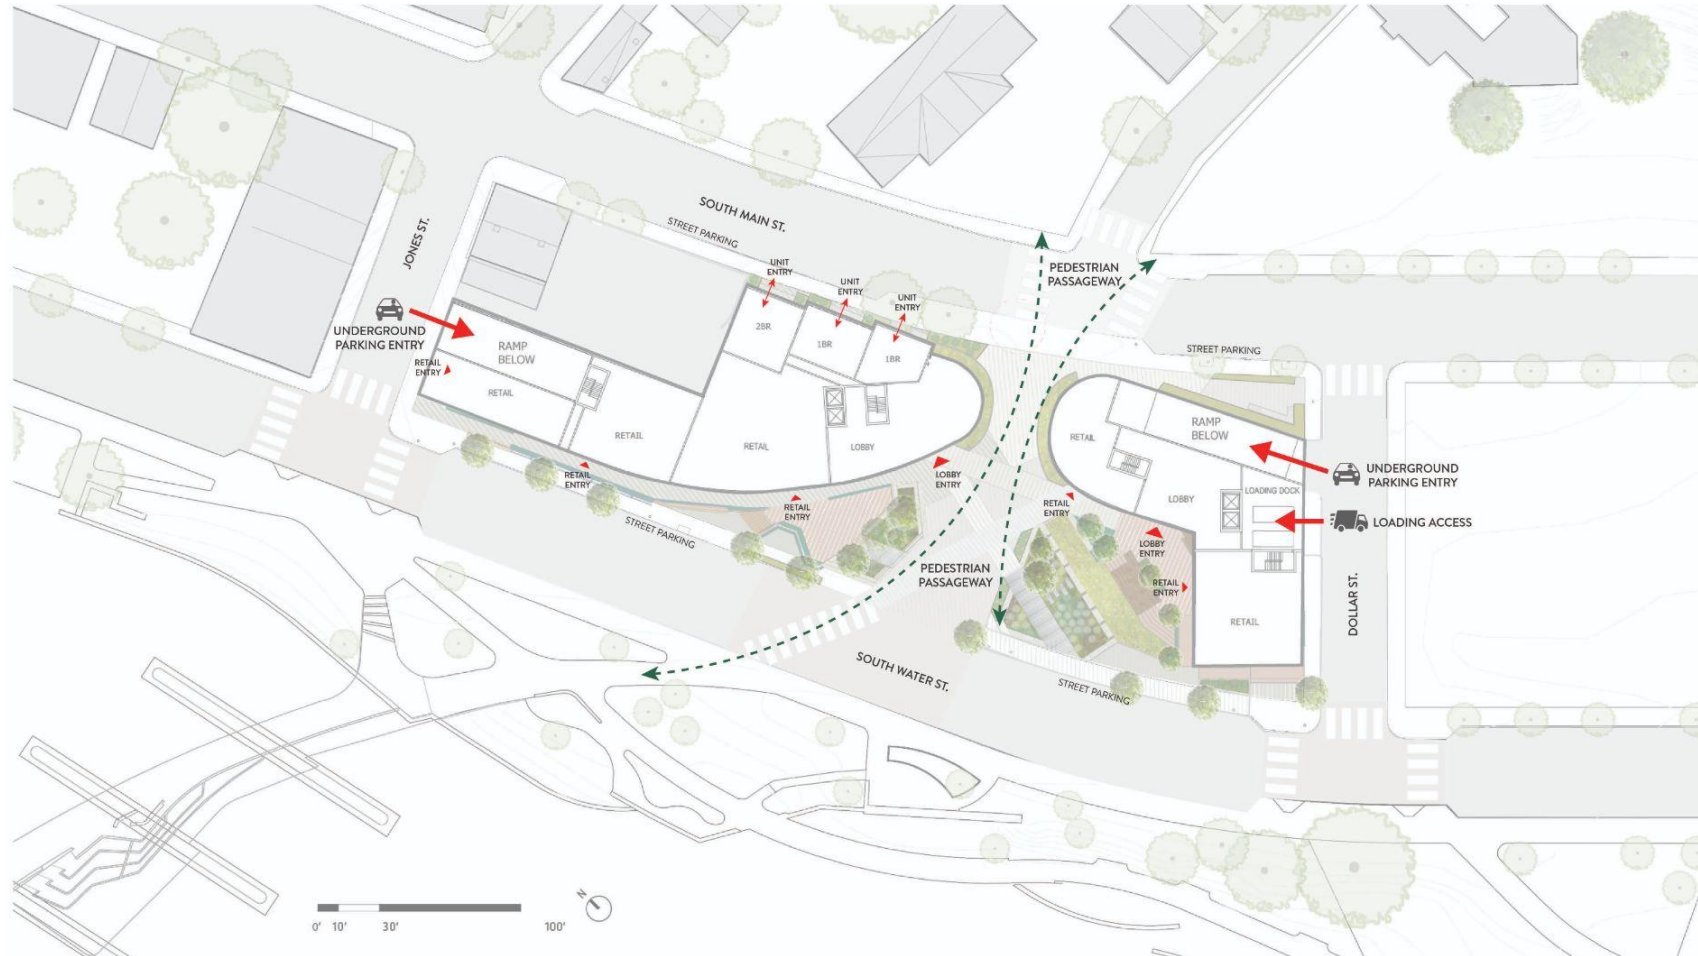 SOUTH MAIN ST.
STREET PARKING
JONES ST.
UNIT
ENTRY
UNIT
ENTRY
UNIT
ENTRY
PEDESTRIAN
PASSAGEWAY
UNDERGROUND
PARKING ENTRY
RAMP
BELOW
2BR
1BR
1BR
STREET PARKING
RETAIL
ENTRY
RETAIL
RETAIL
RETAIL
LOBBY
RETAIL
RAMP
BELOW
UNDERGROUND
PARKING ENTRY
RETAIL
ENTRY
LOBBY
ENTRY
RETAIL
ENTRY
RETAIL
ENTRY
LOBBY
LOADING DOCK
LOADING ACCESS
STREET PARKING
LOBBY
ENTRY
PEDESTRIAN
PASSAGEWAY
RETAIL
ENTRY
RETAIL
DOLLAR ST.
SOUTH WATER ST.
STREET PARKING
N
0' 10' 30' 100'